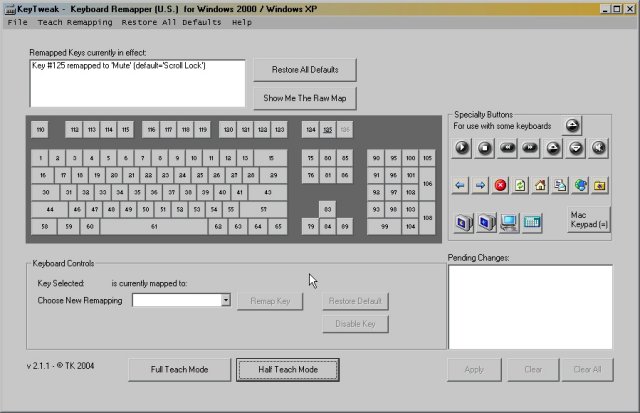 KeyTweak - Keyboard Remapper (U.S.) for Windows 2000 / Windows XP
File Teach Remapping Restore All Defaults Help
Remapped Keys currently in effect:
Key #125 remapped to 'Mute' (default='Scroll Lock')
Restore All Defaults
Show Me The Raw Map
110 112 113 114 115 116 117 118 119 120 121 122 123 124 125 126
1 2 3 4 5 6 7 8 9 10 11 12 13 15 75 80 85 90 95 100 105
16 17 18 19 20 21 22 23 24 25 26 27 28 29 76 81 86 91 96 101
106
30 31 32 33 34 35 36 37 38 39 40 41 43 92 97 102
44 46 47 48 49 50 51 52 53 54 55 57 83 93 98 103
108
58 59 60 61 62 63 64 65 79 84 89 99 104
Specialty Buttons
For use with some keyboards
Mac
Keypad (=)
Keyboard Controls
Key Selected: is currently mapped to:
Choose New Remapping
Remap Key
Restore Default
Disable Key
Pending Changes:
v 2.1.1 - © TK 2004
Full Teach Mode
Half Teach Mode
Apply
Clear
Clear All